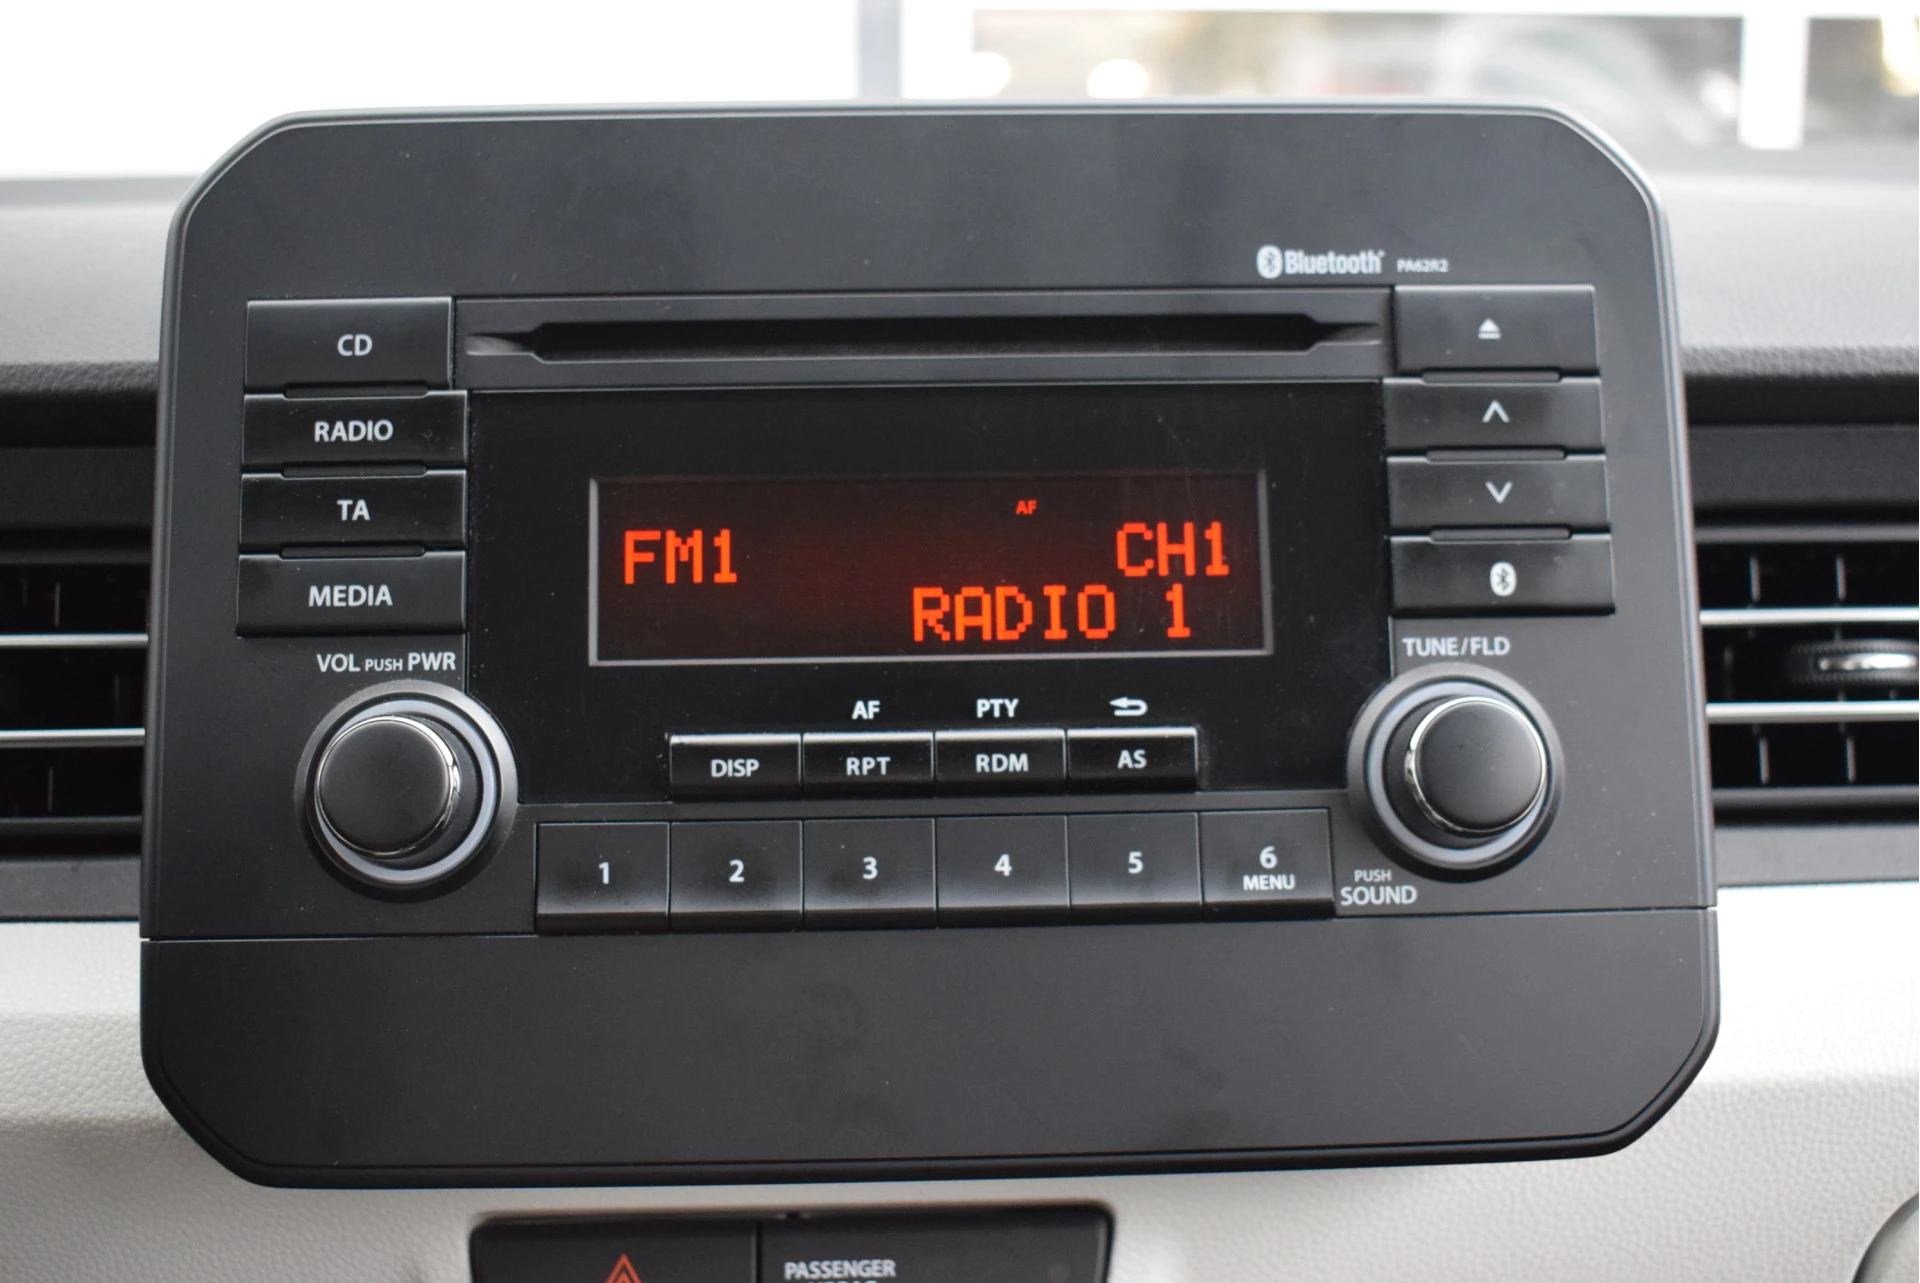 Bluetooth PA62R2
CD
RADIO
TA
MEDIA
AF
FM1 CH1
RADIO 1
VOL PUSH PWR
TUNE/FLD
AF PTY
DISP RPT RDM AS
1 2 3 4 5 6
MENU
PUSH
SOUND
PASSENGER